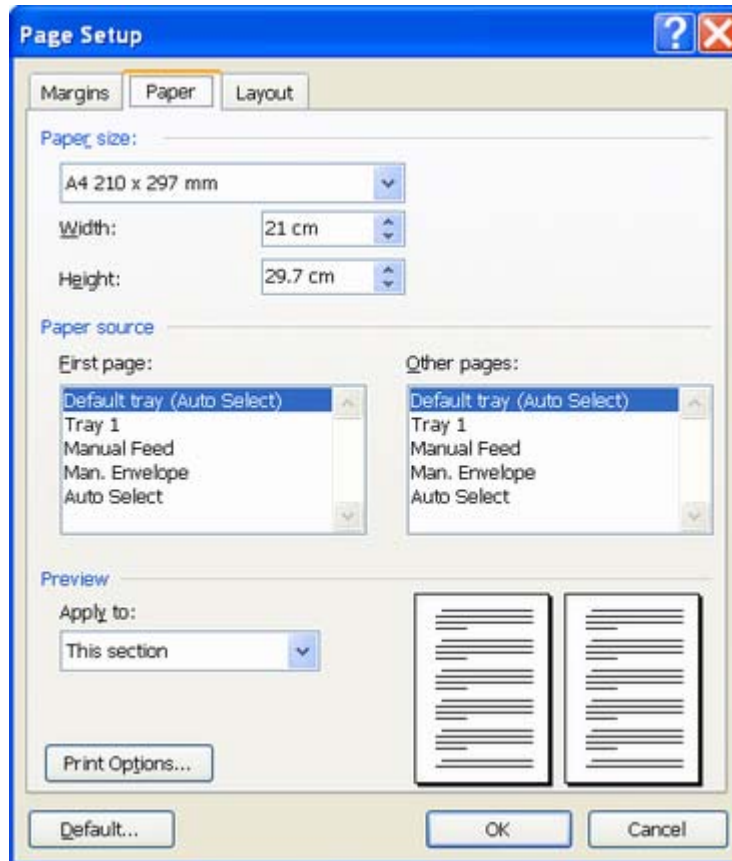 Page Setup
Margins Paper Layout
Paper size:
A4 210 x 297 mm
Width: 21 cm
Height: 29.7 cm
Paper source
First page: Other pages:
Default tray (Auto Select) Default tray (Auto Select)
Tray 1 Tray 1
Manual Feed Manual Feed
Man. Envelope Man. Envelope
Auto Select Auto Select
Preview
Apply to:
This section
Print Options...
Default... OK Cancel